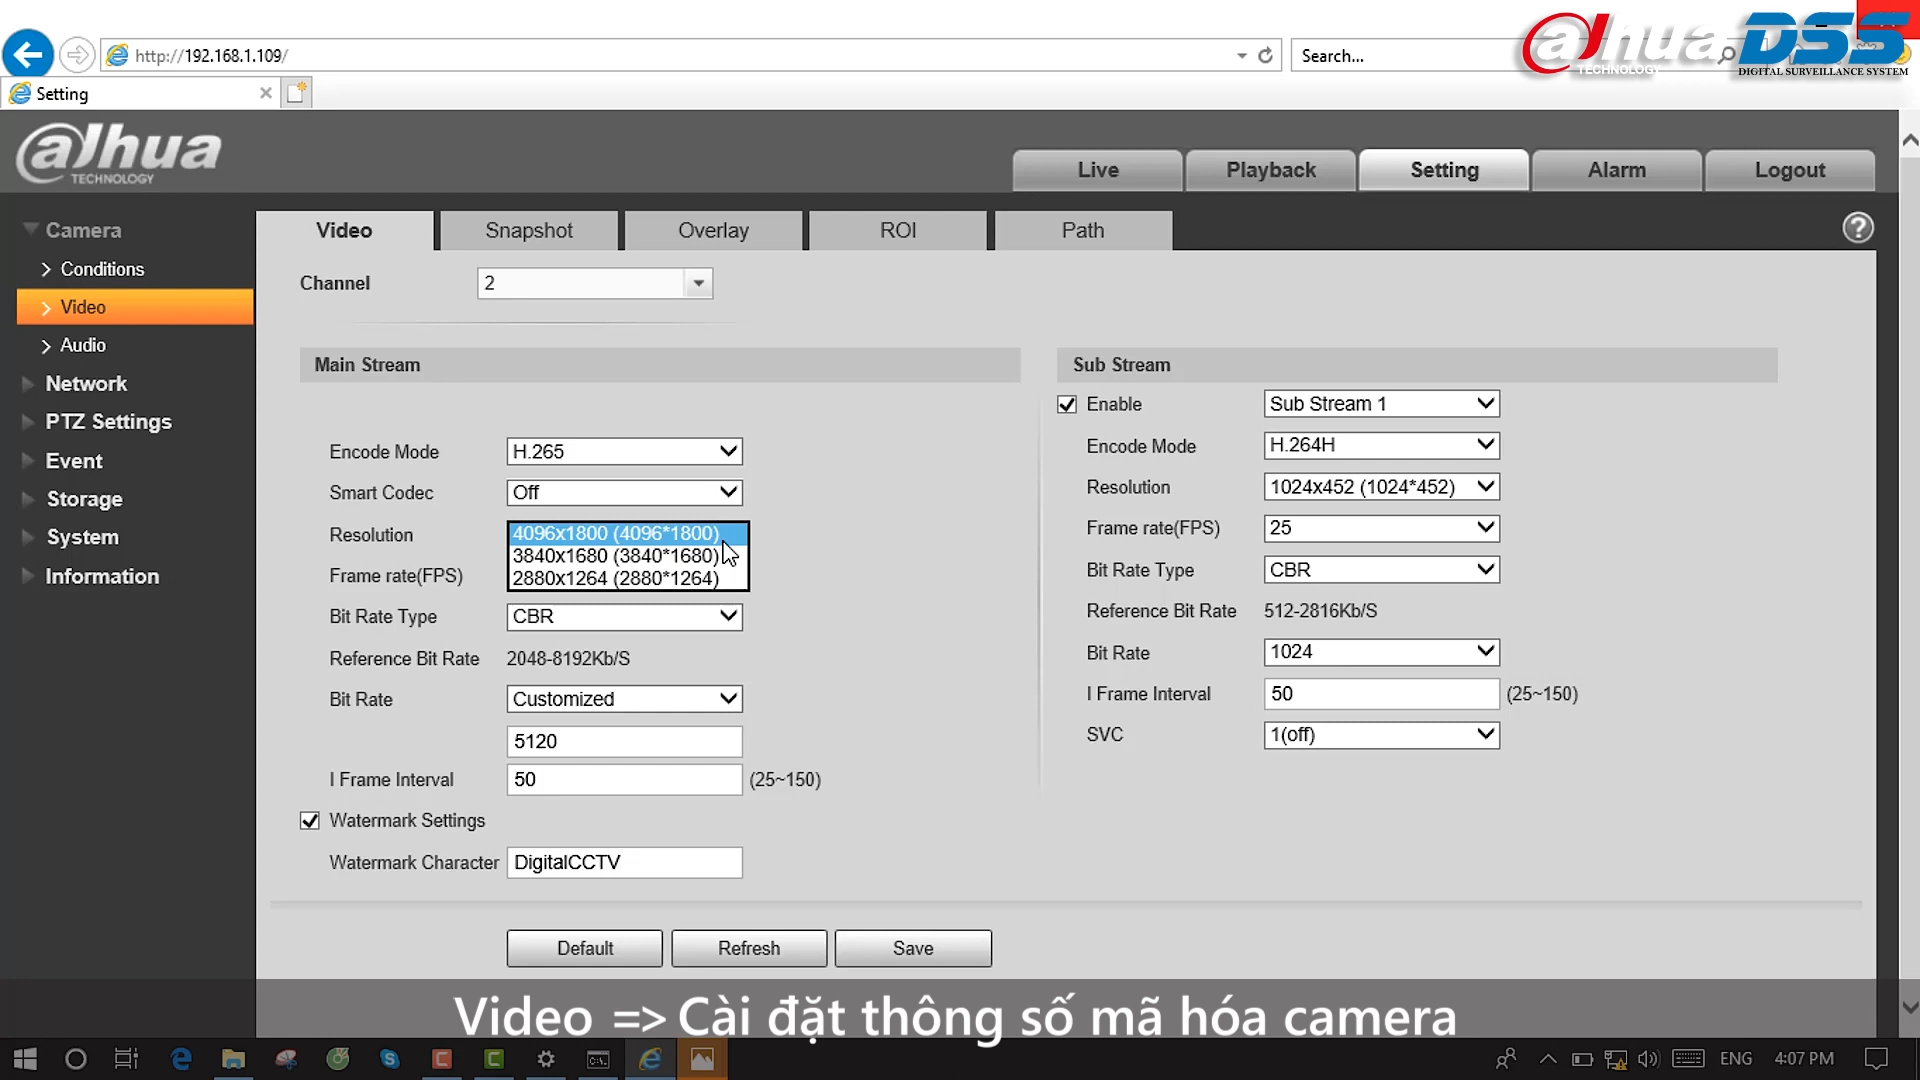 alhua DSS
TECHNOLOGY DIGITAL SURVEILLANCE SYSTEM
http://192.168.1.109/
Search...
Setting
alhua
TECHNOLOGY
Live Playback Setting Alarm Logout
Camera
Conditions
Video
Audio
Network
PTZ Settings
Event
Storage
System
Information
Video Snapshot Overlay ROI Path
?
Channel 2
Main Stream
Encode Mode H.265
Smart Codec Off
Resolution 4096x1800 (4096*1800)
3840x1680 (3840*1680)
2880x1264 (2880*1264)
Frame rate(FPS)
Bit Rate Type CBR
Reference Bit Rate 2048-8192Kb/S
Bit Rate Customized
5120
I Frame Interval 50 (25~150)
Watermark Settings
Watermark Character DigitalCCTV
Sub Stream
Enable Sub Stream 1
Encode Mode H.264H
Resolution 1024x452 (1024*452)
Frame rate(FPS) 25
Bit Rate Type CBR
Reference Bit Rate 512-2816Kb/S
Bit Rate 1024
I Frame Interval 50 (25~150)
SVC 1(off)
Default Refresh Save
Video => Cài đặt thông số mã hóa camera
ENG 4:07 PM